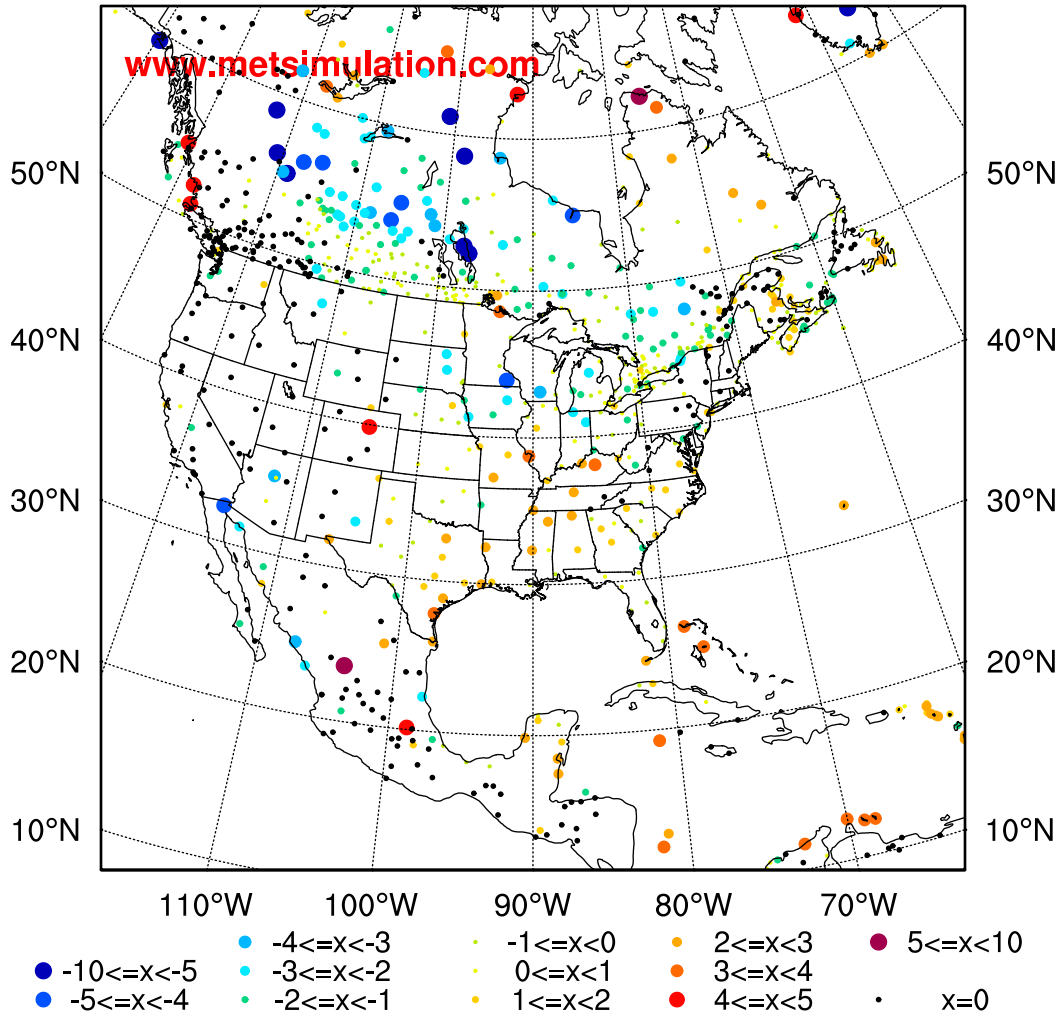 www.metsimulation.com
50°N 50°N
40°N 40°N
30°N 30°N
20°N 20°N
10°N 10°N
110°W 100°W 90°W 80°W 70°W
-4<=x<-3 -1<=x<0 2<=x<3 5<=x<10
-10<=x<-5 -3<=x<-2 0<=x<1 3<=x<4
-5<=x<-4 -2<=x<-1 1<=x<2 4<=x<5 x=0